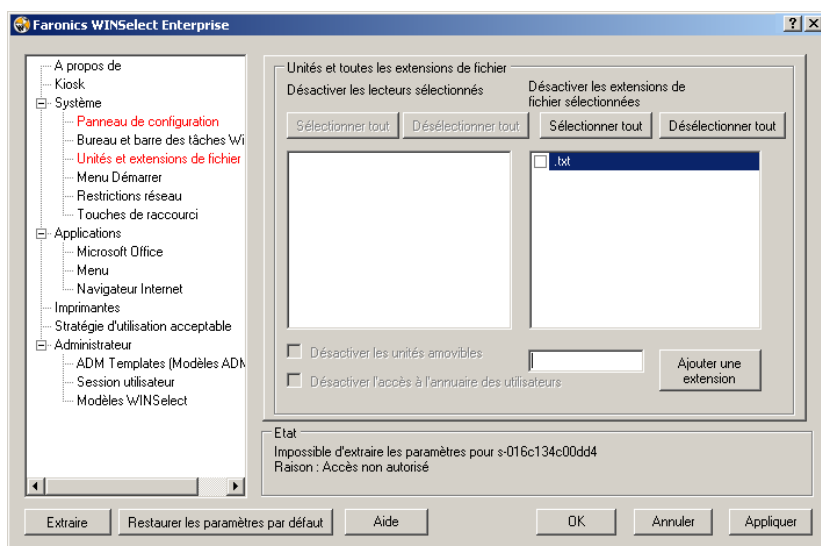 Faronics WINSelect Enterprise
A propos de
Kiosk
Système
Panneau de configuration
Bureau et barre des tâches Wi
Unités et extensions de fichier
Menu Démarrer
Restrictions réseau
Touches de raccourci
Applications
Microsoft Office
Menu
Navigateur Internet
Imprimantes
Stratégie d'utilisation acceptable
Administrateur
ADM Templates (Modèles ADM
Session utilisateur
Modèles WINSelect
Unités et toutes les extensions de fichier
Désactiver les lecteurs sélectionnés
Sélectionner tout
Désélectionner tout
Désactiver les extensions de
fichier sélectionnées
Sélectionner tout
Désélectionner tout
.txt
Désactiver les unités amovibles
Désactiver l'accès à l'annuaire des utilisateurs
Ajouter une
extension
Etat
Impossible d'extraire les paramètres pour s-016c134c00dd4
Raison : Accès non autorisé
Extraire
Restaurer les paramètres par défaut
Aide
OK
Annuler
Appliquer